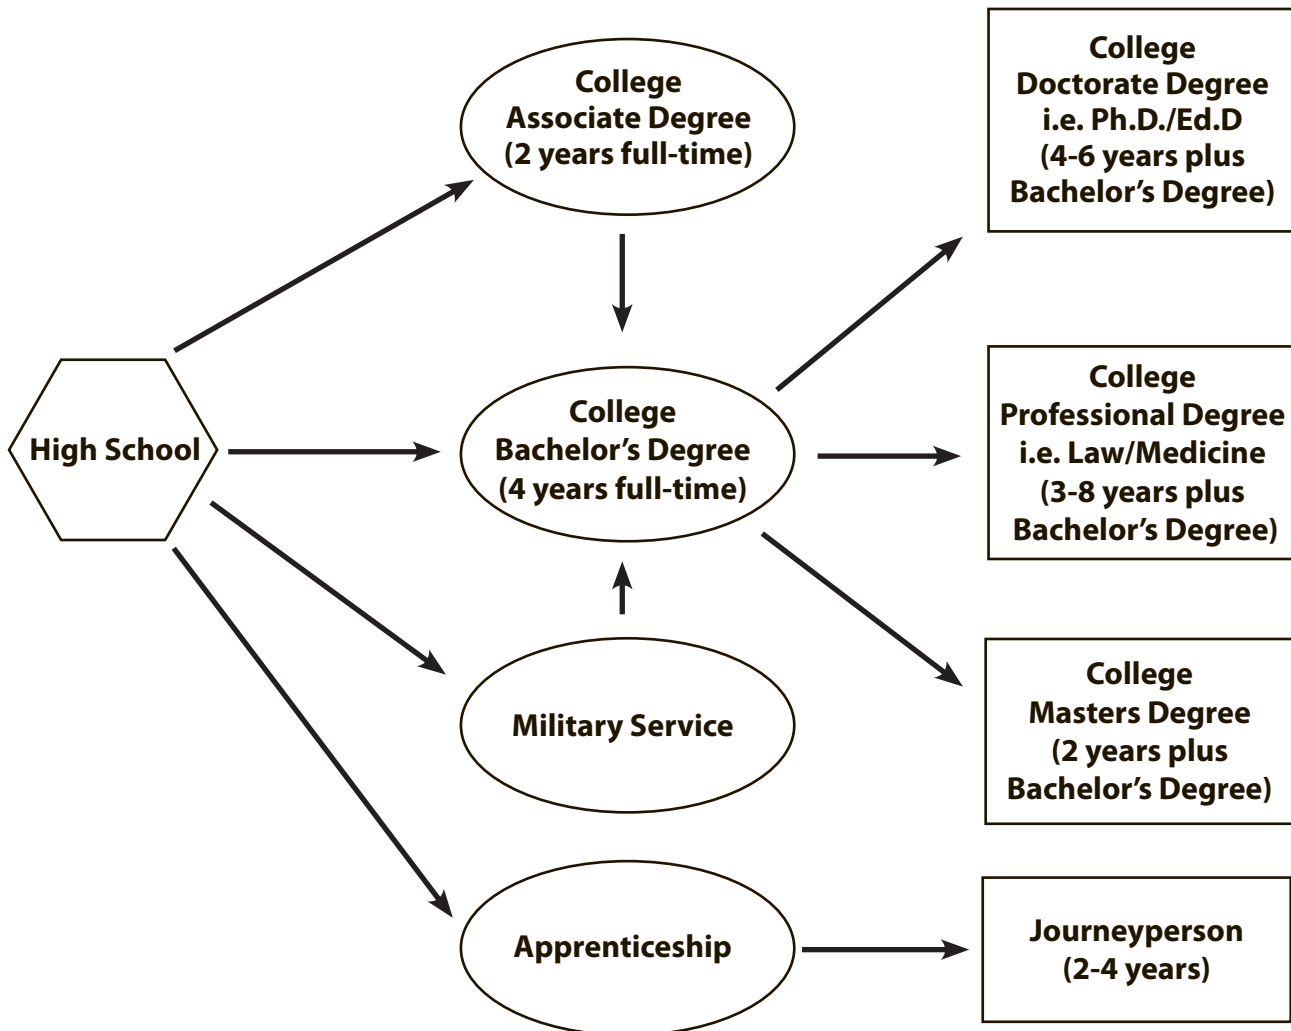 High School
College
Associate Degree
(2 years full-time)
College
Bachelor's Degree
(4 years full-time)
Military Service
Apprenticeship
College
Doctorate Degree
i.e. Ph.D./Ed.D
(4-6 years plus
Bachelor's Degree)
College
Professional Degree
i.e. Law/Medicine
(3-8 years plus
Bachelor's Degree)
College
Masters Degree
(2 years plus
Bachelor's Degree)
Journeyperson
(2-4 years)